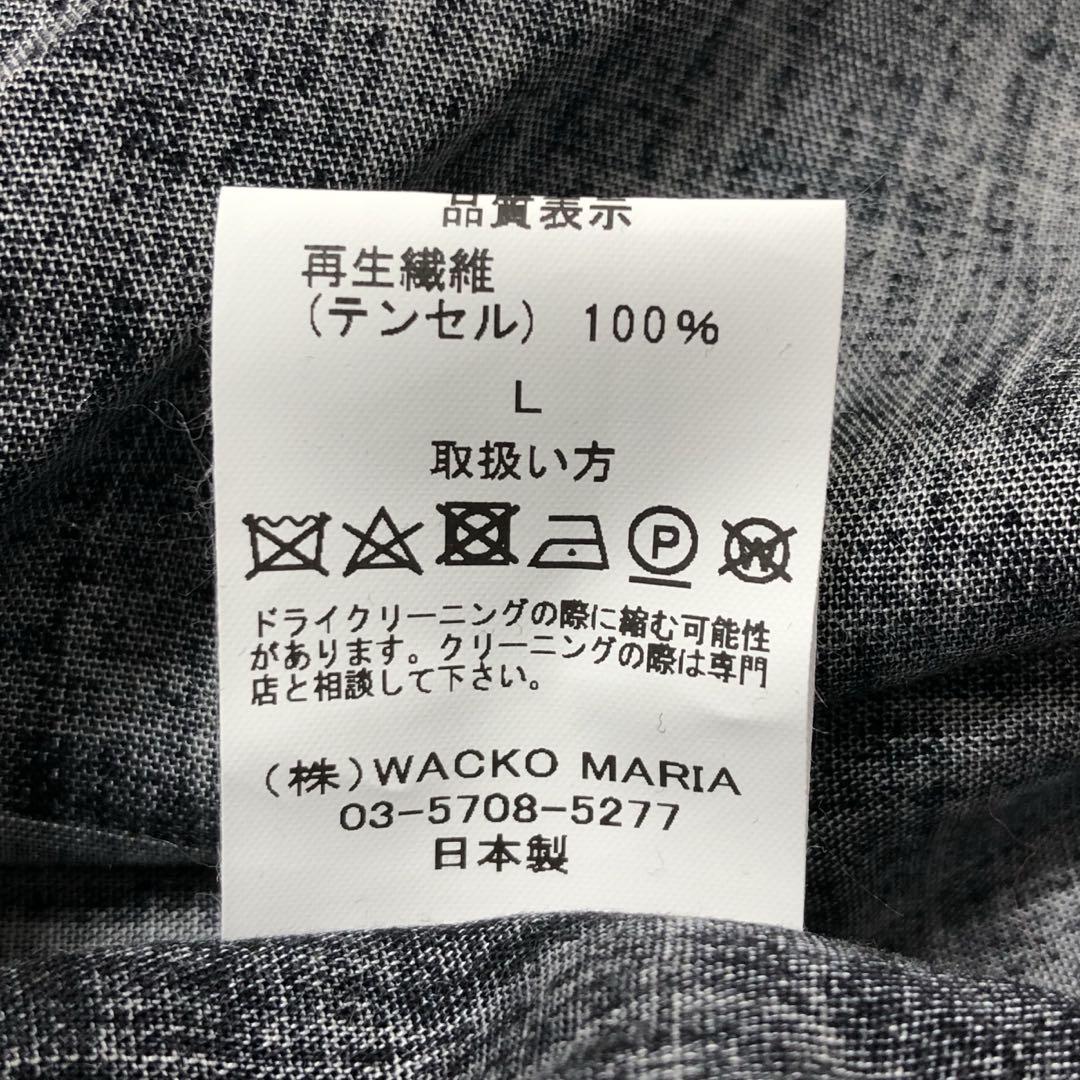 品質表示
再生繊維
(テンセル) 100%
L
取扱い方
P
W
ドライクリーニングの際に縮む可能性
があります。クリーニングの際は専門
店と相談して下さい。
(株)WACKO MARIA
03-5708-5277
日本製